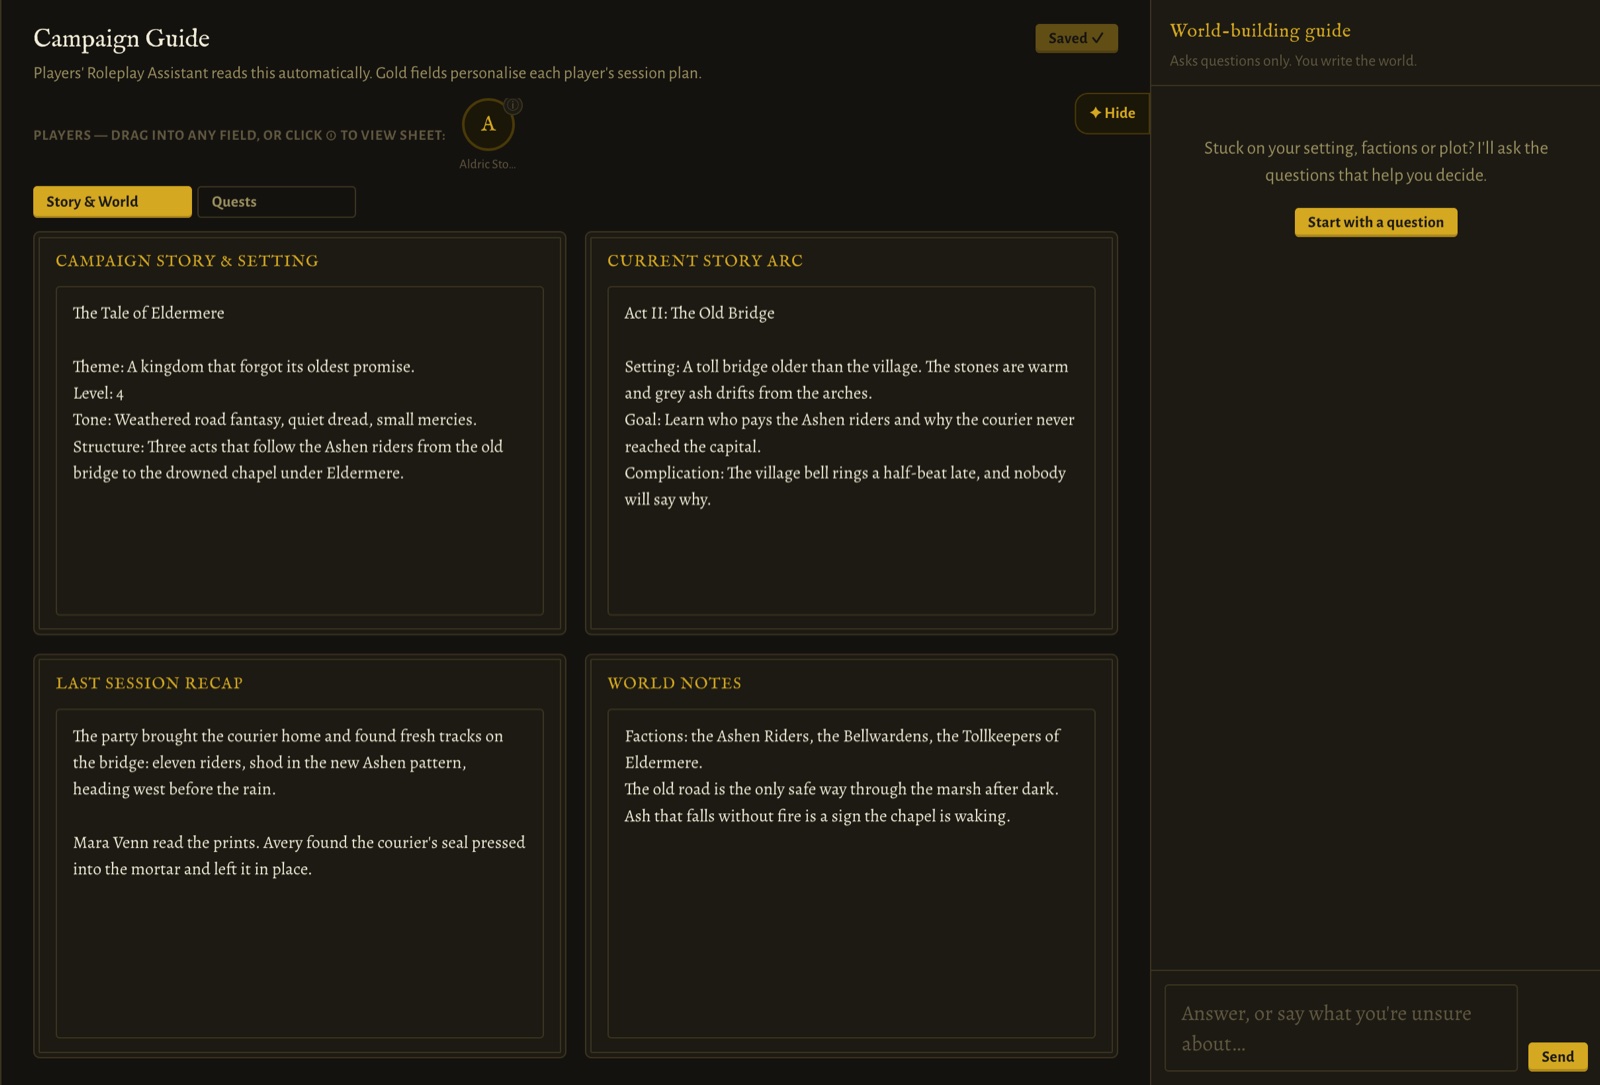 Campaign Guide
Saved ✓
Players' Roleplay Assistant reads this automatically. Gold fields personalise each player's session plan.
✦ Hide
PLAYERS — DRAG INTO ANY FIELD, OR CLICK ⊙ TO VIEW SHEET:
A
Aldric Sto...
Story & World
Quests
CAMPAIGN STORY & SETTING
The Tale of Eldermere
Theme: A kingdom that forgot its oldest promise.
Level: 4
Tone: Weathered road fantasy, quiet dread, small mercies.
Structure: Three acts that follow the Ashen riders from the old
bridge to the drowned chapel under Eldermere.
CURRENT STORY ARC
Act II: The Old Bridge
Setting: A toll bridge older than the village. The stones are warm
and grey ash drifts from the arches.
Goal: Learn who pays the Ashen riders and why the courier never
reached the capital.
Complication: The village bell rings a half-beat late, and nobody
will say why.
LAST SESSION RECAP
The party brought the courier home and found fresh tracks on
the bridge: eleven riders, shod in the new Ashen pattern,
heading west before the rain.
Mara Venn read the prints. Avery found the courier's seal pressed
into the mortar and left it in place.
WORLD NOTES
Factions: the Ashen Riders, the Bellwardens, the Tollkeepers of
Eldermere.
The old road is the only safe way through the marsh after dark.
Ash that falls without fire is a sign the chapel is waking.
World-building guide
Asks questions only. You write the world.
Stuck on your setting, factions or plot? I'll ask the
questions that help you decide.
Start with a question
Answer, or say what you're unsure
about...
Send